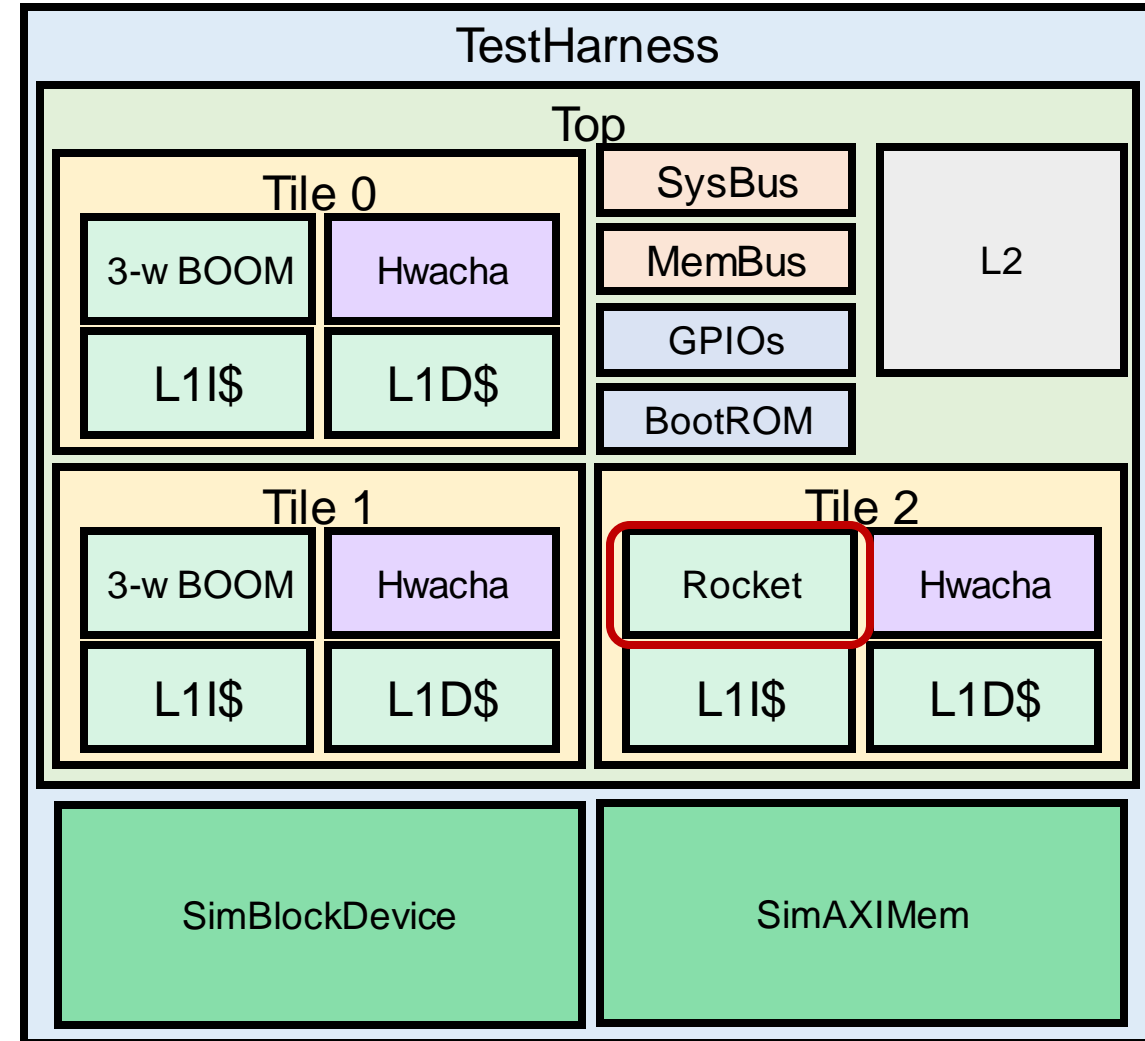 TestHarness
Top
Tile 0
3-w BOOM
Hwacha
L1I$
L1D$
SysBus
MemBus
GPIOs
BootROM
L2
Tile 1
3-w BOOM
Hwacha
L1I$
L1D$
Tile 2
Rocket
Hwacha
L1I$
L1D$
SimBlockDevice
SimAXIMem